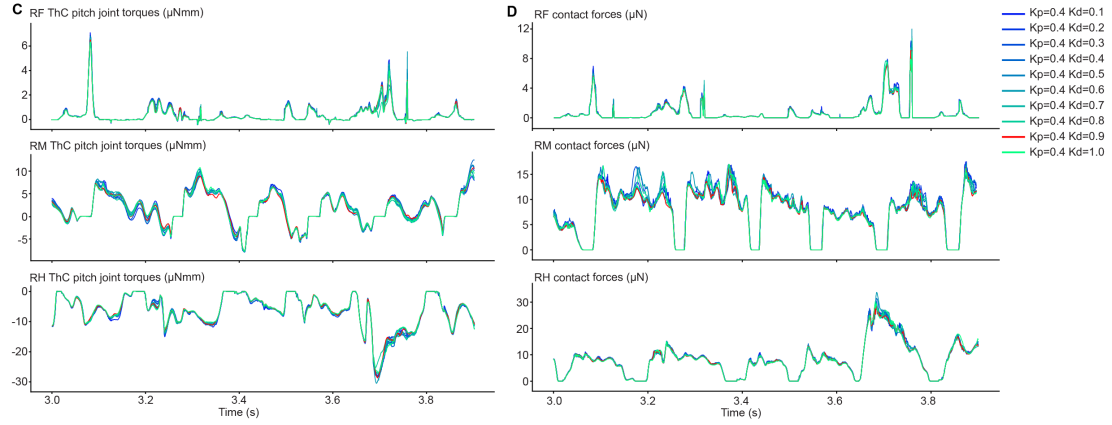 C
RF ThC pitch joint torques (µNmm)
6
4
2
0
RM ThC pitch joint torques (µNmm)
10
5
0
-5
RH ThC pitch joint torques (µNmm)
0
-10
-20
-30
3.0 3.2 3.4 3.6 3.8
Time (s)
D
RF contact forces (µN)
12
8
4
0
RM contact forces (µN)
15
10
5
0
RH contact forces (µN)
30
20
10
0
3.0 3.2 3.4 3.6 3.8
Time (s)
Kp=0.4 Kd=0.1
Kp=0.4 Kd=0.2
Kp=0.4 Kd=0.3
Kp=0.4 Kd=0.4
Kp=0.4 Kd=0.5
Kp=0.4 Kd=0.6
Kp=0.4 Kd=0.7
Kp=0.4 Kd=0.8
Kp=0.4 Kd=0.9
Kp=0.4 Kd=1.0